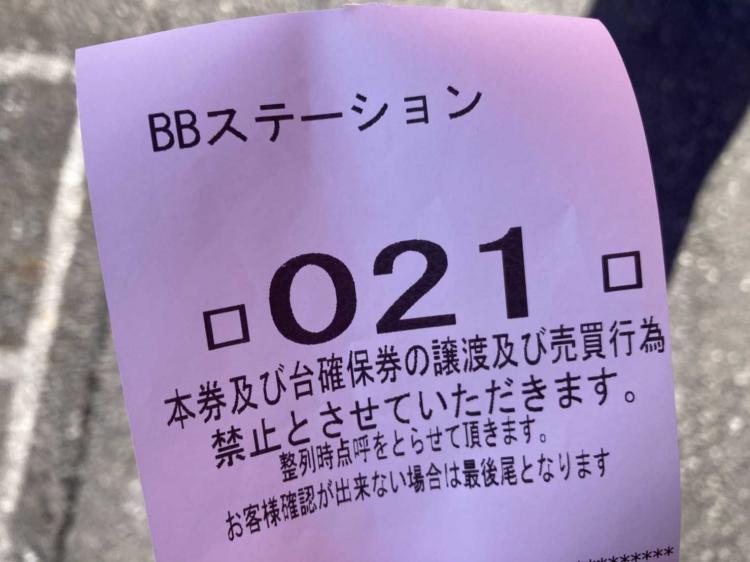 BBステーション
□021□
本券及び台確保券の譲渡及び売買行為
禁止とさせていただきます。
整列時点呼をとらせて頂きます。
お客様確認が出来ない場合は最後尾となります
**********